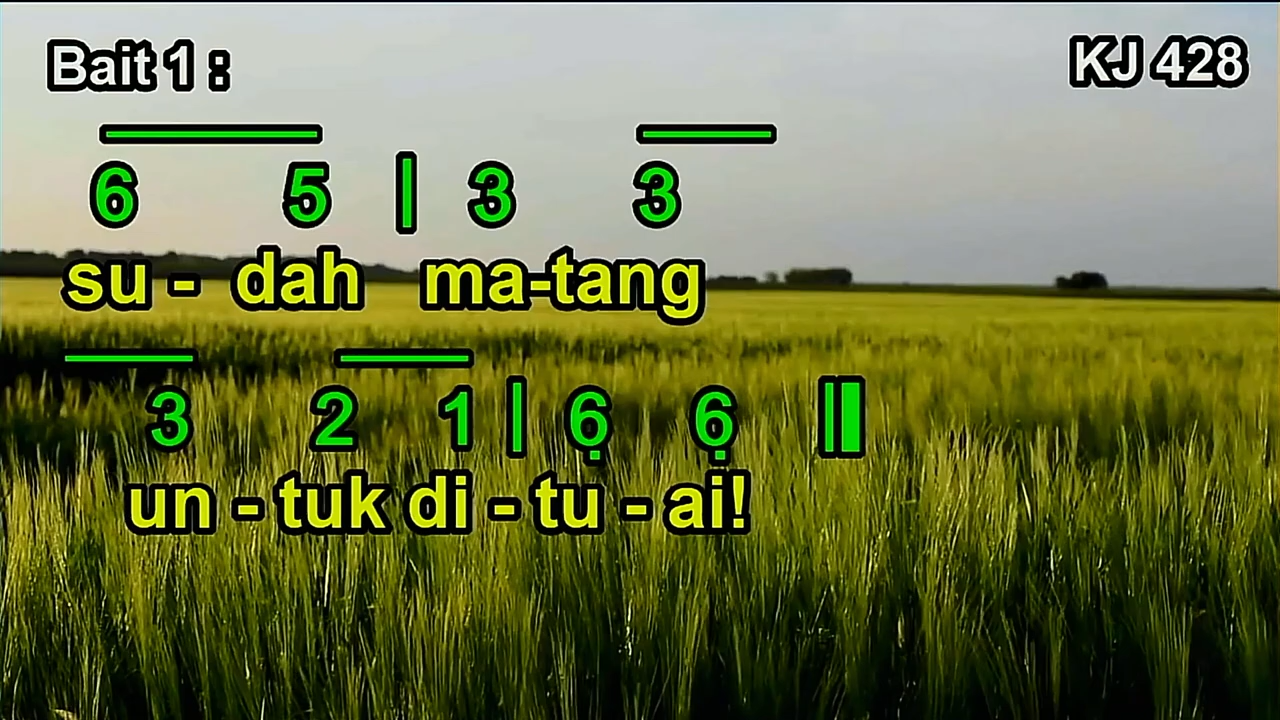 Bait 1 : KJ 428
6 5 | 3 3
su - dah ma-tang
3 2 1 | 6̣ 6̣ ‖
un - tuk di - tu - ai!